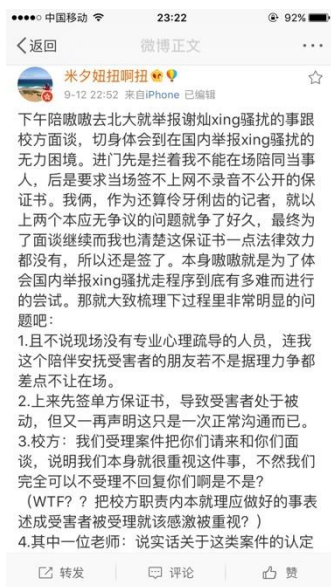 中国移动 23:22 92%
返回 微博正文
米夕妞扭啊扭
9-12 22:52 来自iPhone 已编辑
下午陪嗷嗷去北大就举报谢灿xing骚扰的事跟
校方面谈，切身体会到在国内举报xing骚扰的
无力困境。进门先是拦着我不能在场陪同当事
人，后是要求当场签不上网不录音不公开的保
证书。我俩，作为还算伶牙俐齿的记者，就以
上两个本应无争议的问题就争了好久，最终为
了面谈继续而我也清楚这保证书一点法律效力
都没有，所以还是签了。本身嗷嗷就是为了体
会国内举报xing骚扰走程序到底有多难而进行
的尝试。那就大致梳理下过程里非常明显的问
题吧：
1.且不说现场没有专业心理疏导的人员，连我
这个陪伴安抚受害者的朋友若不是据理力争都
差点不让在场。
2.上来先签单方保证书，导致受害者处于被
动，但又一再声明这只是一次正常沟通而已。
3.校方：我们受理案件把你们请来和你们面
谈，说明我们本身就很重视这件事，不然我们
完全可以不受理不回复你们啊是不是？
（WTF？？把校方职责内本就理应做好的事表
述成受害者被受理就该感激被重视？）
4.其中一位老师：说实话关于这类案件的认定
转发 评论 赞